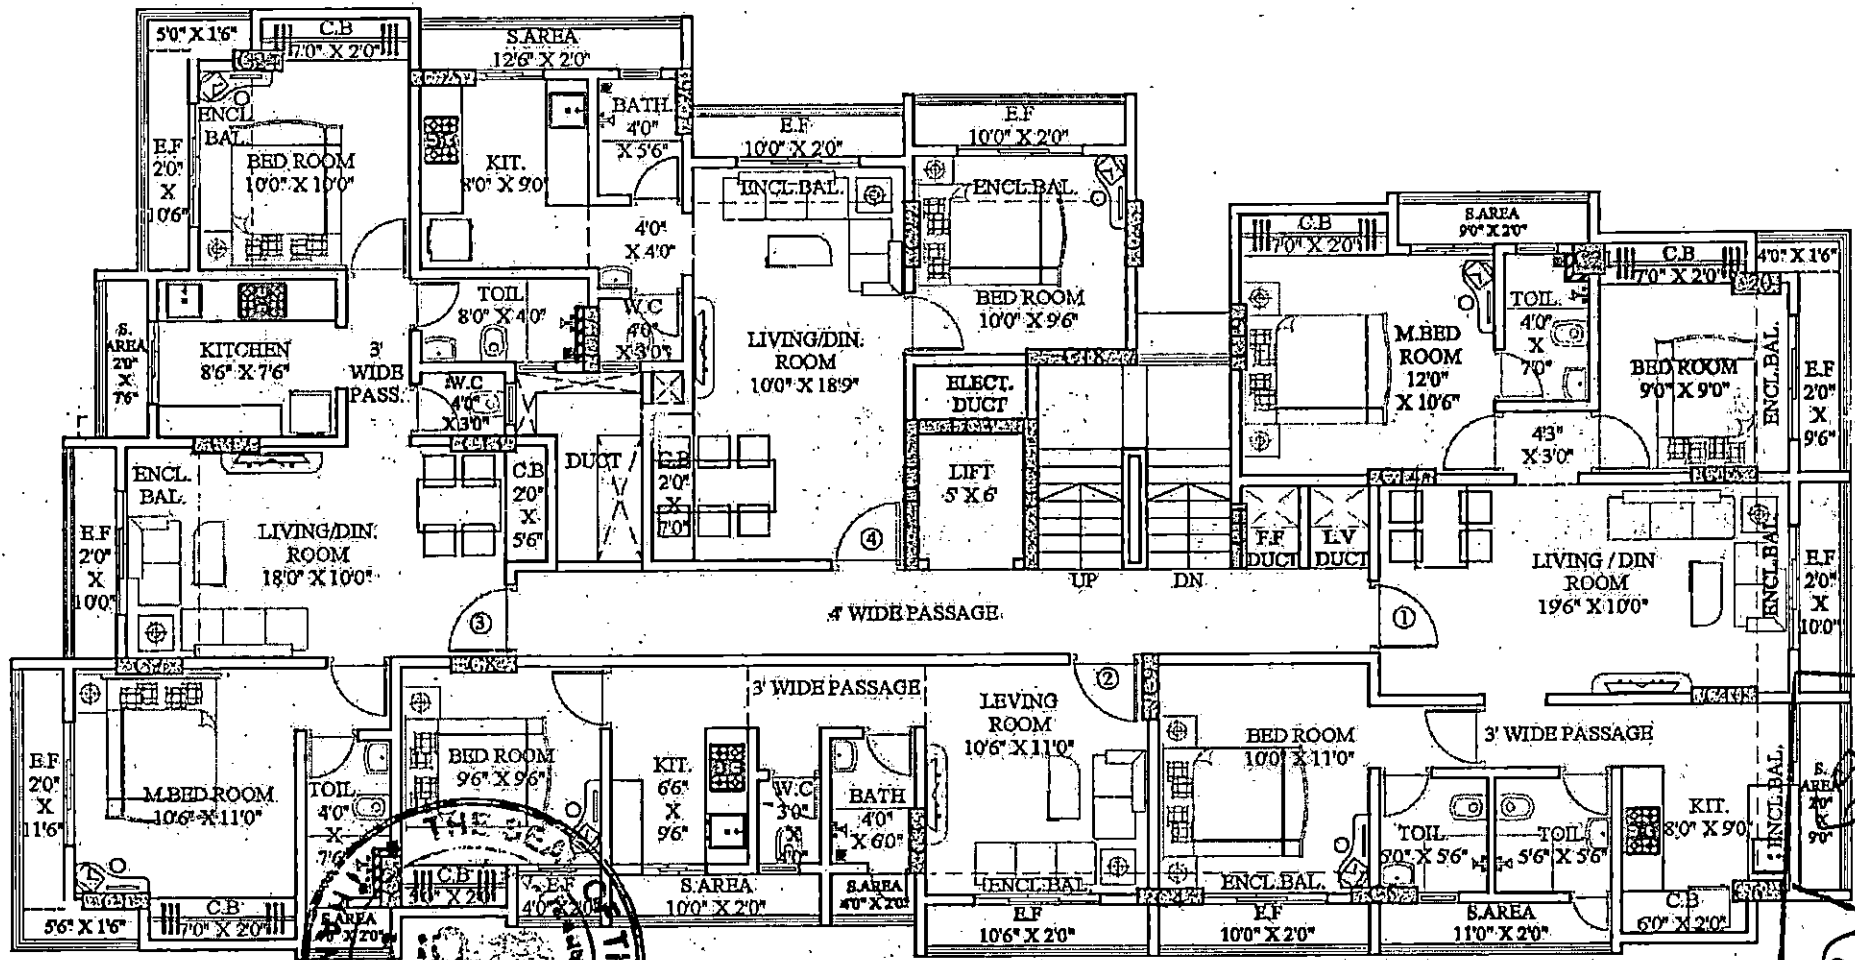 5'0" X 1'6"
C.B
7'0" X 2'0"
ENCL.
BAL.
E.F
2'0"
X
10'6"
BED ROOM
10'0" X 10'0"
S.AREA
12'6" X 2'0"
KIT.
8'0" X 9'0"
BATH
4'0"
X 5'6"
4'0"
X 4'0"
W.C
4'0"
X 3'0"
TOIL
8'0" X 4'0"
S.
AREA
2'0"
X
7'6"
KITCHEN
8'6" X 7'6"
3'
WIDE
PASS.
W.C
4'0"
X 3'0"
E.F
10'0" X 2'0"
ENCL.BAL.
LIVING/DIN.
ROOM
10'0" X 18'9"
C.B
2'0"
X
7'0"
④
E.F
10'0" X 2'0"
ENCL.BAL.
BED ROOM
10'0" X 9'6"
ELECT.
DUCT
LIFT
5' X 6'
UP
DN
DUCT
C.B
2'0"
X
5'6"
ENCL.
BAL.
E.F
2'0"
X
10'0"
LIVING/DIN.
ROOM
18'0" X 10'0"
③
4' WIDE PASSAGE
C.B
7'0" X 2'0"
S.AREA
9'0" X 2'0"
C.B
7'0" X 2'0"
4'0" X 1'6"
M.BED
ROOM
12'0"
X 10'6"
TOIL.
4'0"
X
7'0"
BED ROOM
9'0" X 9'0"
ENCL.BAL.
E.F
2'0"
X
9'6"
4'3"
X 3'0"
F.F
DUCT
L.V
DUCT
LIVING / DIN
ROOM
19'6" X 10'0"
ENCL.BAL.
E.F
2'0"
X
10'0"
①
E.F
2'0"
X
11'6"
M.BED ROOM
10'6" X 11'0"
5'6" X 1'6"
C.B
7'0" X 2'0"
TOIL.
4'0"
X
7'6"
S.AREA
BED ROOM
9'6" X 9'6"
C.B
E.F
4'0" X 2'0"
KIT.
6'6"
X
9'6"
3' WIDE PASSAGE
W.C
3'0"
X
4'0"
BATH
4'0"
X 6'0"
S.AREA
10'0" X 2'0"
S.AREA
4'0" X 2'0"
LEVING
ROOM
10'6" X 11'0"
②
ENCL.BAL.
E.F
10'6" X 2'0"
BED ROOM
10'0" X 11'0"
ENCL.BAL.
E.F
10'0" X 2'0"
3' WIDE PASSAGE
TOIL.
5'0" X 5'6"
TOIL
5'6" X 5'6"
S.AREA
11'0" X 2'0"
KIT.
8'0" X 9'0"
ENCL.BAL.
C.B
6'0" X 2'0"
S.
AREA
2'0"
X
9'0"
THE